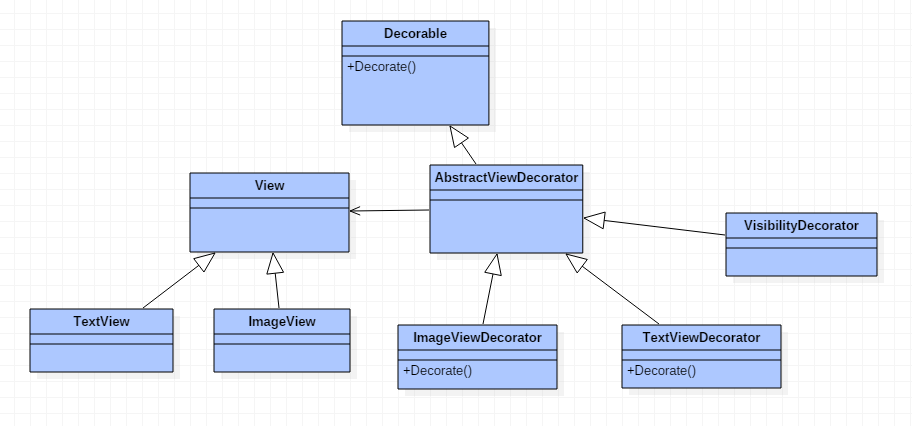 Decorable
+Decorate()
View
AbstractViewDecorator
VisibilityDecorator
TextView
ImageView
ImageViewDecorator
+Decorate()
TextViewDecorator
+Decorate()